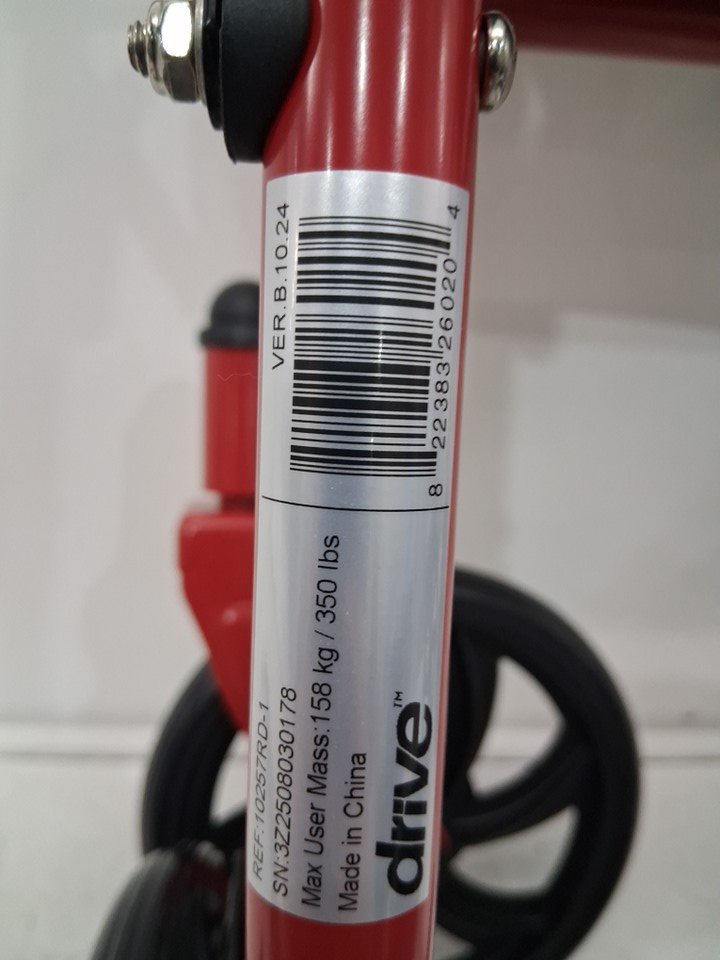 REF:10257RD-1
SN:3Z2508030178
Max User Mass:158 kg / 350 lbs
Made in China
drive™
VER.B.10.24
8 22383 26020 4